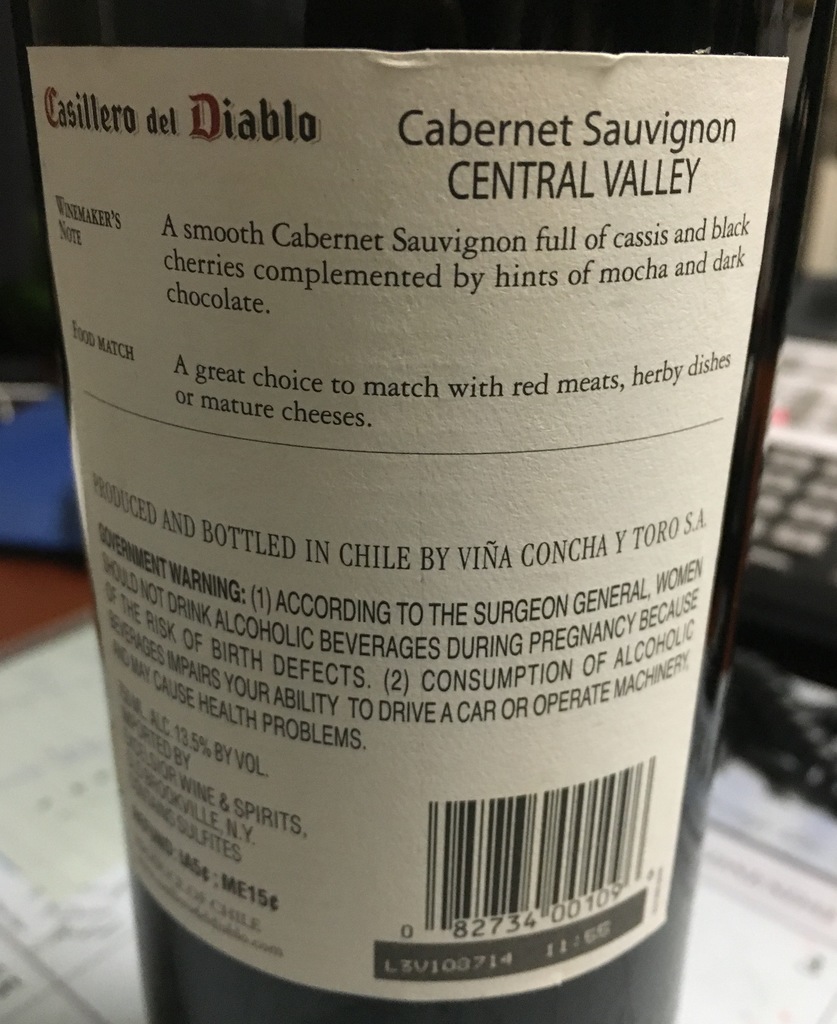 Casillero del Diablo
Cabernet Sauvignon
CENTRAL VALLEY
WINEMAKER'S
NOTE
A smooth Cabernet Sauvignon full of cassis and black
cherries complemented by hints of mocha and dark
chocolate.
FOOD MATCH
A great choice to match with red meats, herby dishes
or mature cheeses.
PRODUCED AND BOTTLED IN CHILE BY VIÑA CONCHA Y TORO S.A.
GOVERNMENT WARNING: (1) ACCORDING TO THE SURGEON GENERAL, WOMEN
SHOULD NOT DRINK ALCOHOLIC BEVERAGES DURING PREGNANCY BECAUSE
OF THE RISK OF BIRTH DEFECTS. (2) CONSUMPTION OF ALCOHOLIC
BEVERAGES IMPAIRS YOUR ABILITY TO DRIVE A CAR OR OPERATE MACHINERY,
AND MAY CAUSE HEALTH PROBLEMS.
ALC. 13.5% BY VOL.
IMPORTED BY
WINE & SPIRITS,
BROOKVILLE, N.Y.
SULFITES
IA5¢ ; ME15¢
OF CHILE
0 82734 00109
L3V108714 11:55